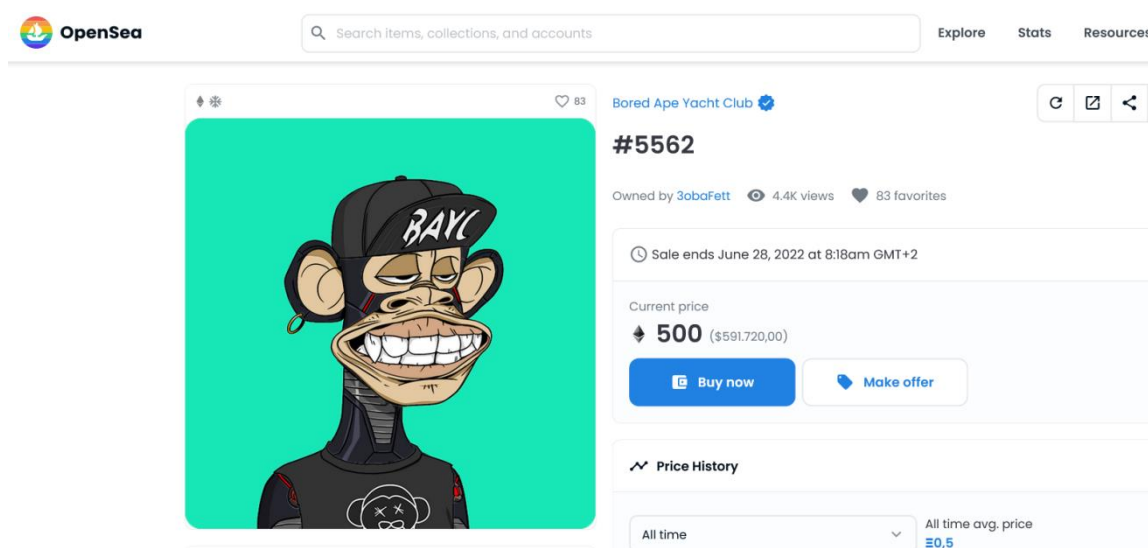 OpenSea
Search items, collections, and accounts
Explore
Stats
Resources
83
Bored Ape Yacht Club
#5562
Owned by 3obaFett
4.4K views
83 favorites
Sale ends June 28, 2022 at 8:18am GMT+2
Current price
500 ($591.720,00)
Buy now
Make offer
Price History
All time
All time avg. price
Ξ0,5
BAYC